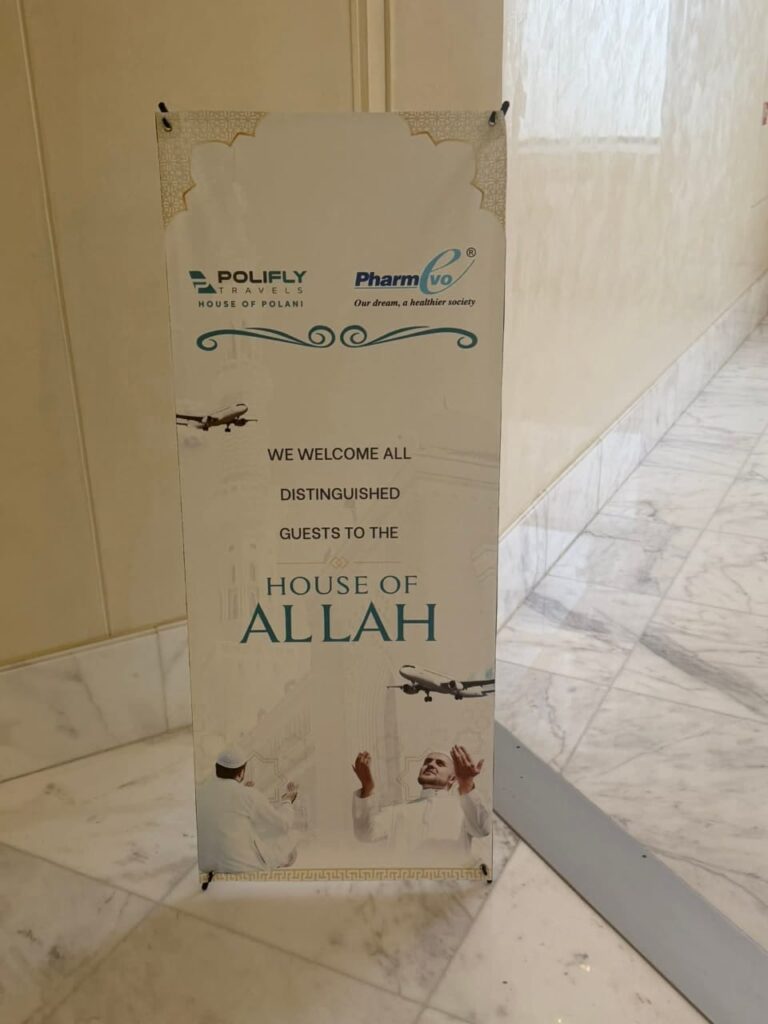 POLIFLY
TRAVELS
HOUSE OF POLANI
PharmEvo®
Our dream, a healthier society
WE WELCOME ALL
DISTINGUISHED
GUESTS TO THE
HOUSE OF
ALLAH